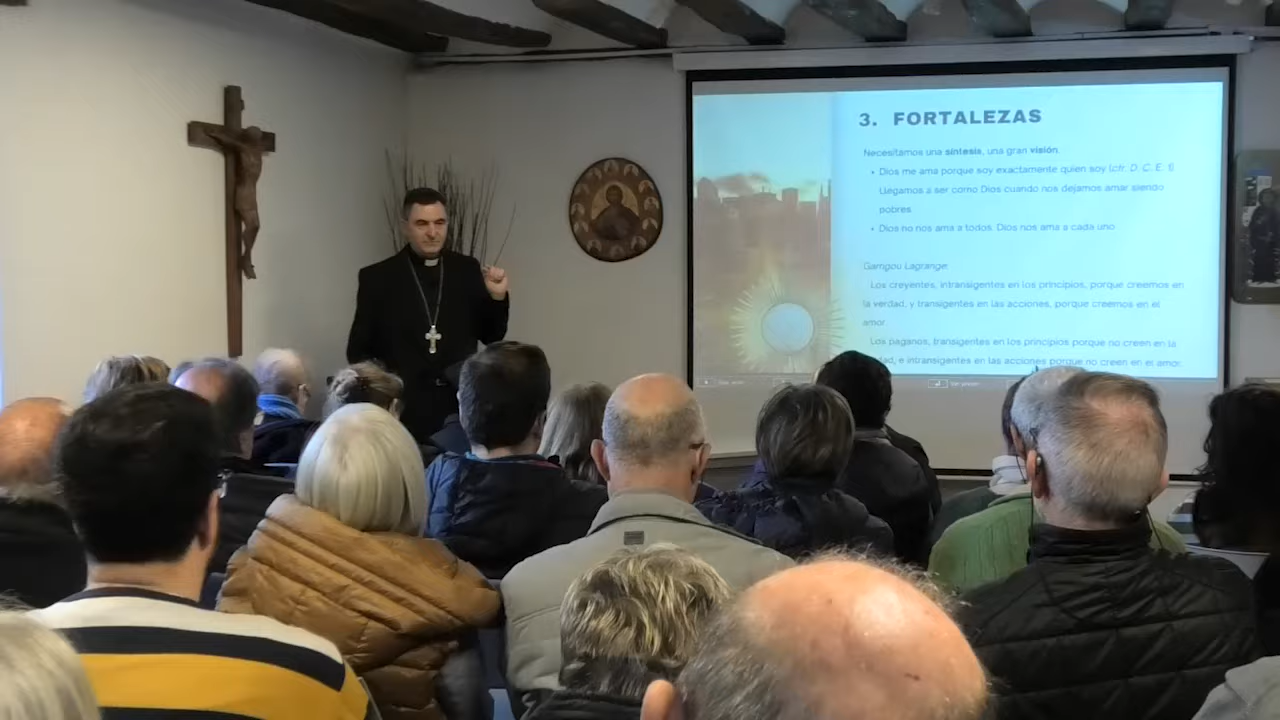 3. FORTALEZAS
Necesitamos una síntesis, una gran visión.
• Dios me ama porque soy exactamente quien soy (cfr. D. C. E. 1)
Llegamos a ser como Dios cuando nos dejamos amar siendo
pobres
• Dios no nos ama a todos. Dios nos ama a cada uno
Garrigou Lagrange:
Los creyentes, intransigentes en los principios, porque creemos en
la verdad, y transigentes en las acciones, porque creemos en el
amor
Los paganos, transigentes en los principios porque no creen en la
e intransigentes en las acciones porque no creen en el amor.